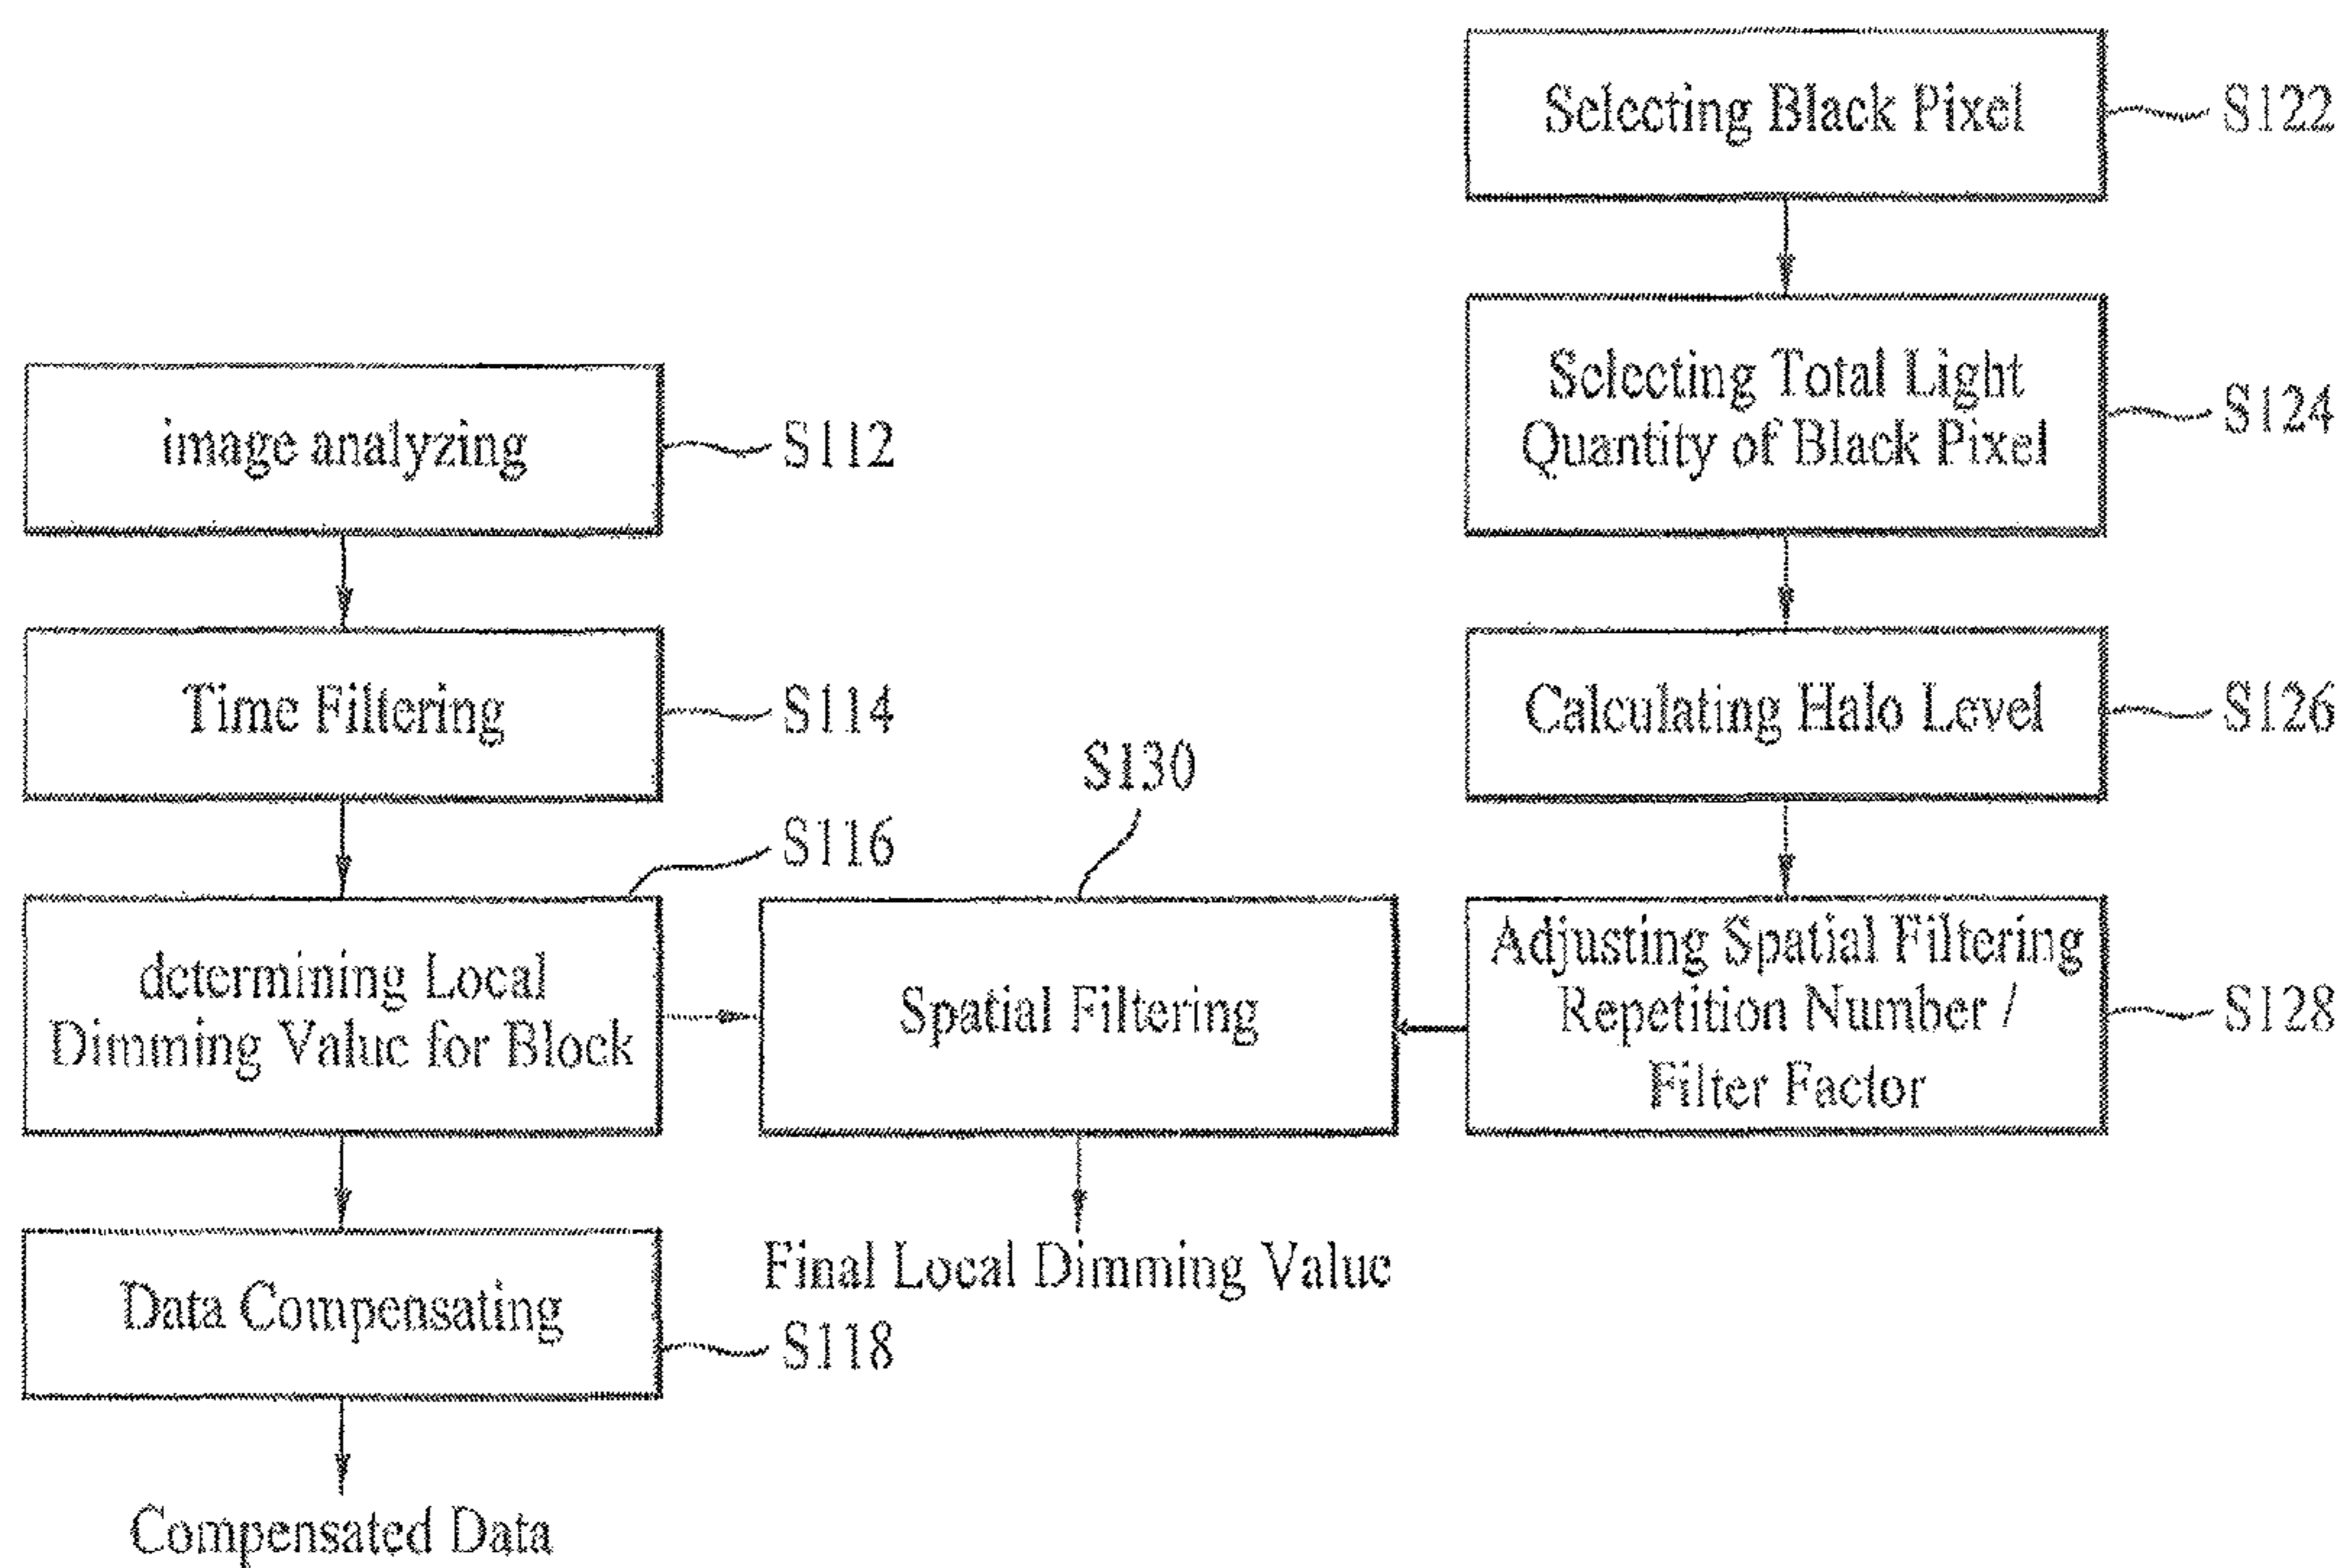 Selecting Black Pixel
S122
Selecting Total Light
Quantity of Black Pixel
S124
image analyzing
S112
Time Filtering
S114
Calculating Halo Level
S126
S130
S116
determining Local
Dimming Value for Block
Spatial Filtering
Adjusting Spatial Filtering
Repetition Number /
Filter Factor
S128
Data Compensating
S118
Final Local Dimming Value
Compensated Data